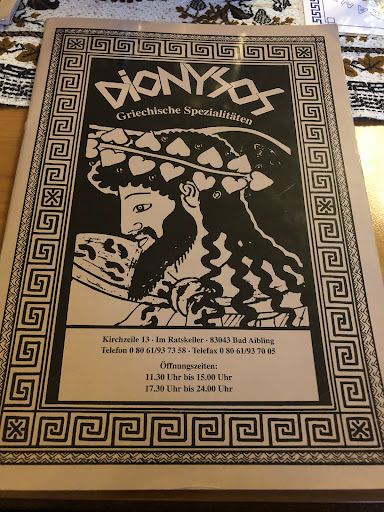 DIONYSOS
Griechische Spezialitäten
Kirchzeile 13 · Im Ratskeller · 83043 Bad Aibling
Telefon 0 80 61/93 73 58 · Telefax 0 80 61/93 70 05
Öffnungszeiten:
11.30 Uhr bis 15.00 Uhr
17.30 Uhr bis 24.00 Uhr